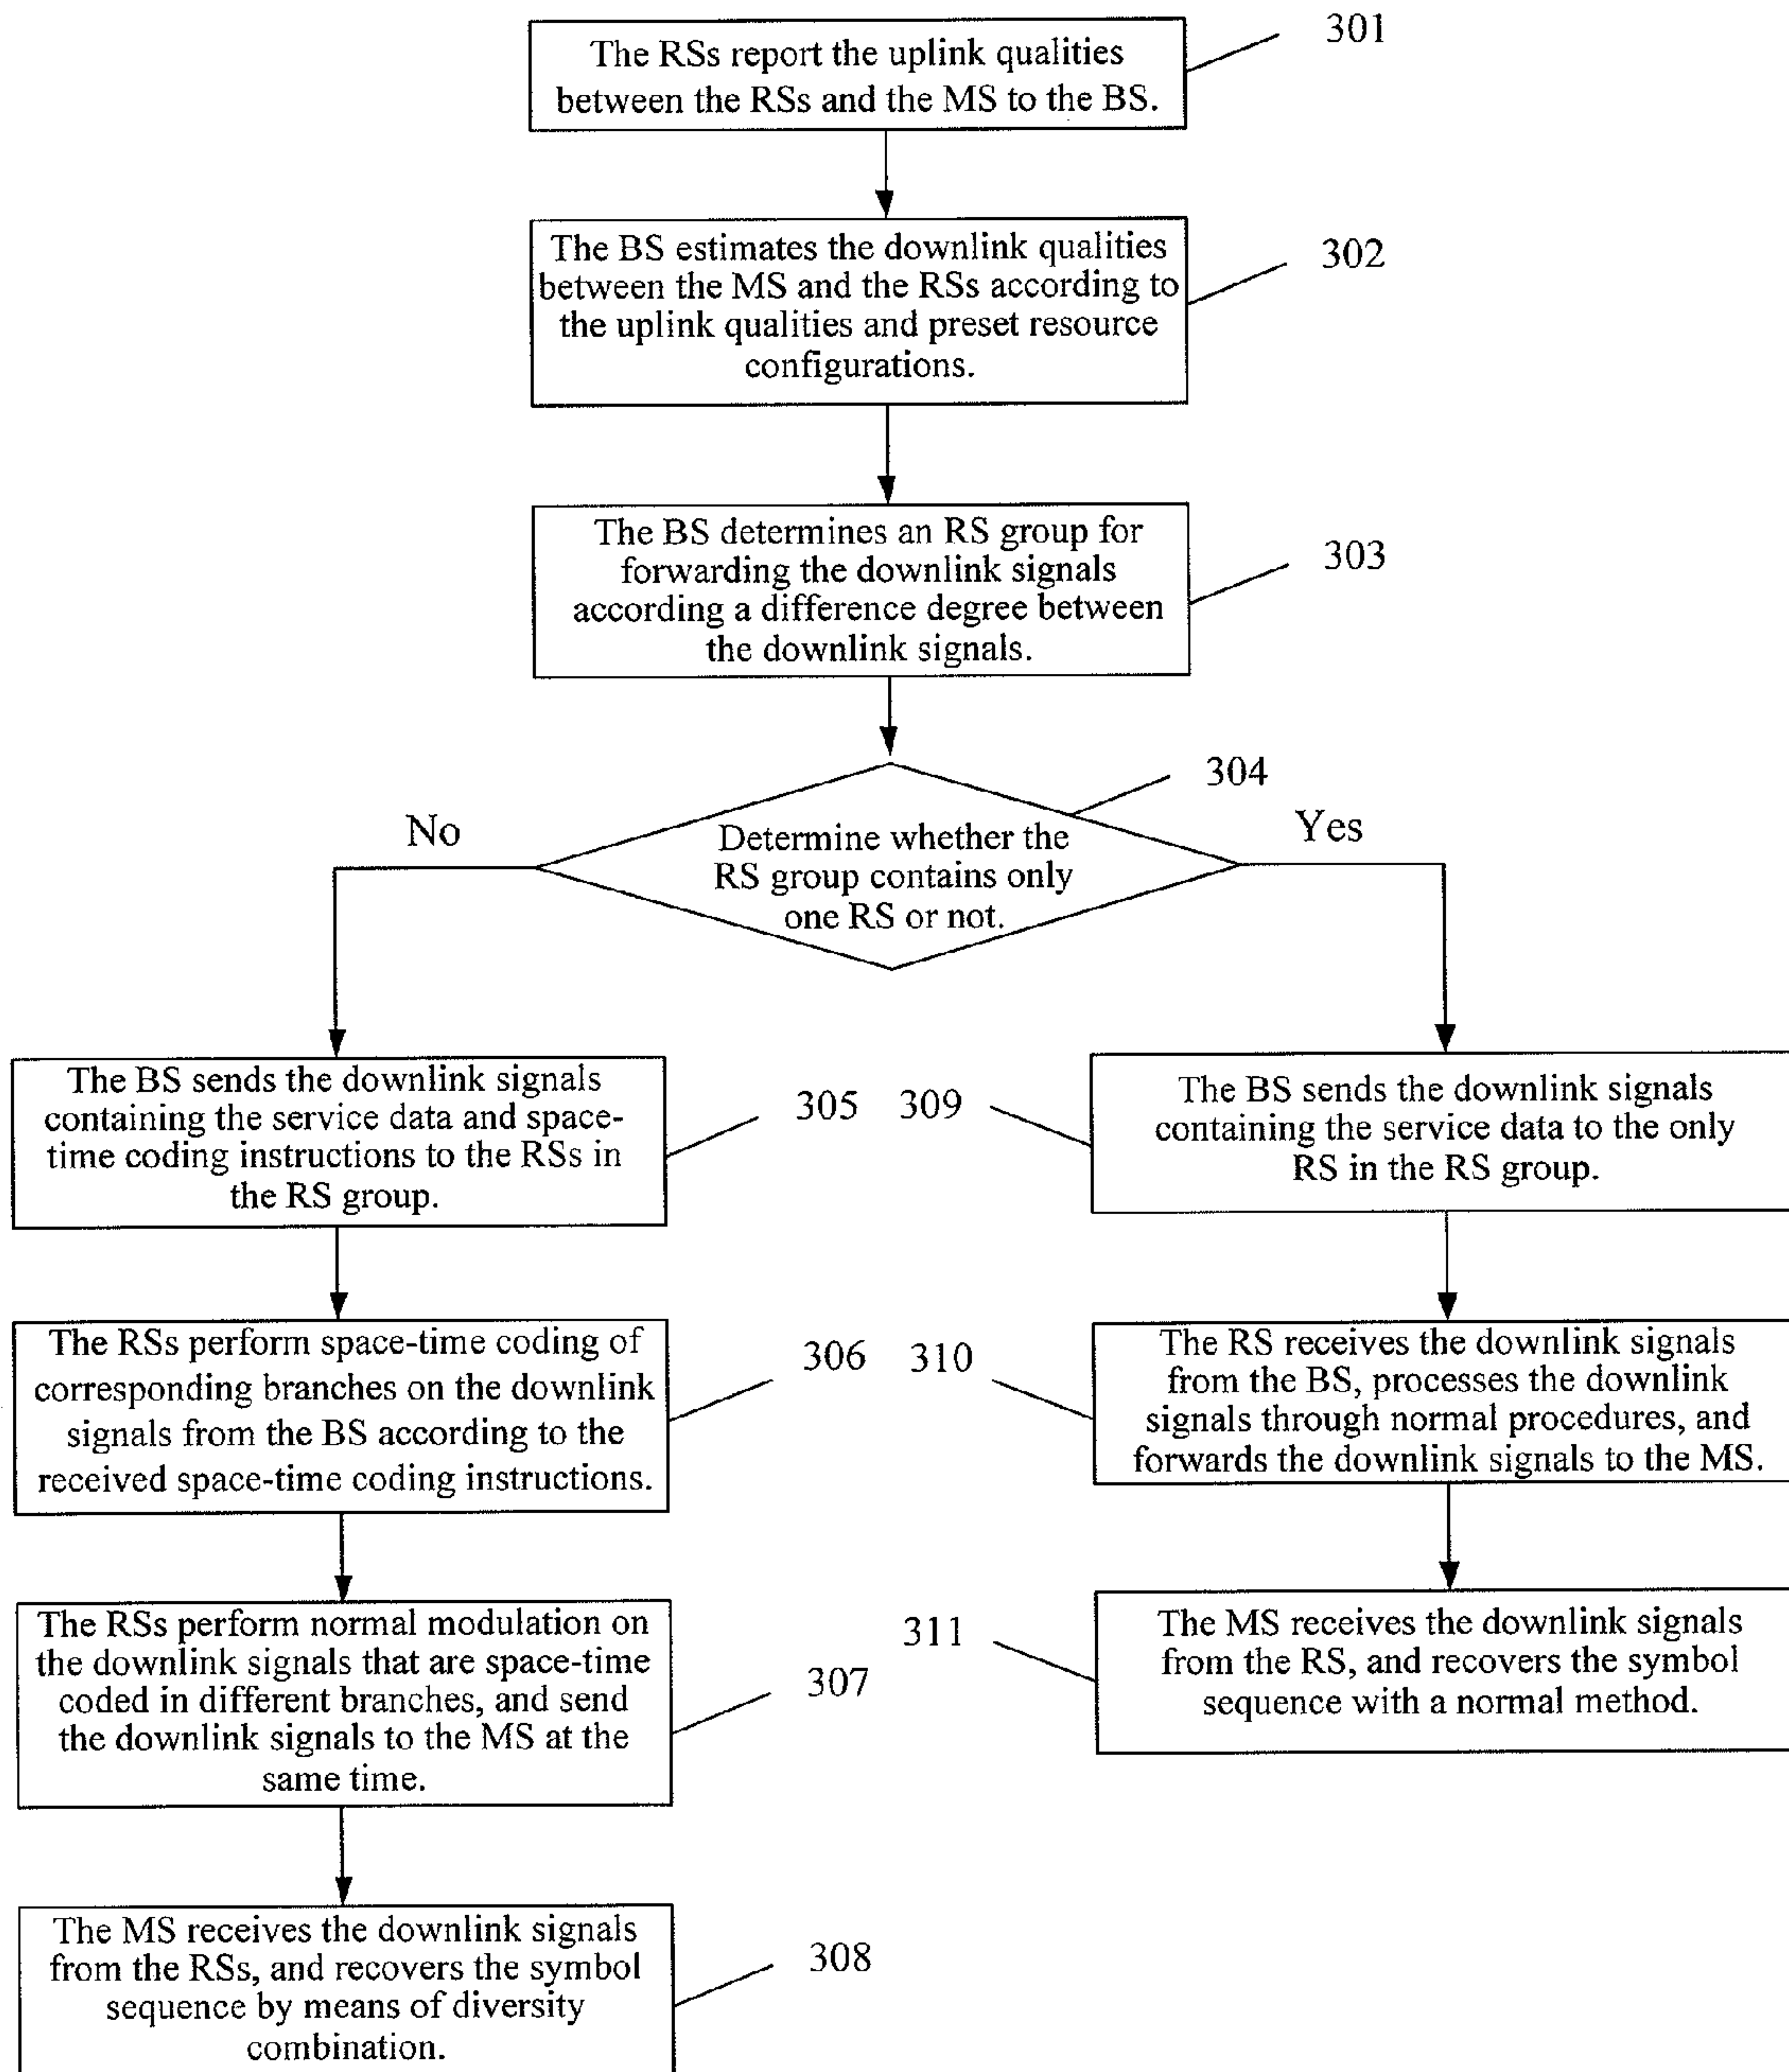 The RSs report the uplink qualities
between the RSs and the MS to the BS.
301
The BS estimates the downlink qualities
between the MS and the RSs according to
the uplink qualities and preset resource
configurations.
302
The BS determines an RS group for
forwarding the downlink signals
according a difference degree between
the downlink signals.
303
304
No
Yes
Determine whether the
RS group contains only
one RS or not.
The BS sends the downlink signals
containing the service data and space-
time coding instructions to the RSs in
the RS group.
305
309
The BS sends the downlink signals
containing the service data to the only
RS in the RS group.
The RSs perform space-time coding of
corresponding branches on the downlink
signals from the BS according to the
received space-time coding instructions.
306
310
The RS receives the downlink signals
from the BS, processes the downlink
signals through normal procedures, and
forwards the downlink signals to the MS.
The RSs perform normal modulation on
the downlink signals that are space-time
coded in different branches, and send
the downlink signals to the MS at the
same time.
307
311
The MS receives the downlink signals
from the RS, and recovers the symbol
sequence with a normal method.
The MS receives the downlink signals
from the RSs, and recovers the symbol
sequence by means of diversity
combination.
308